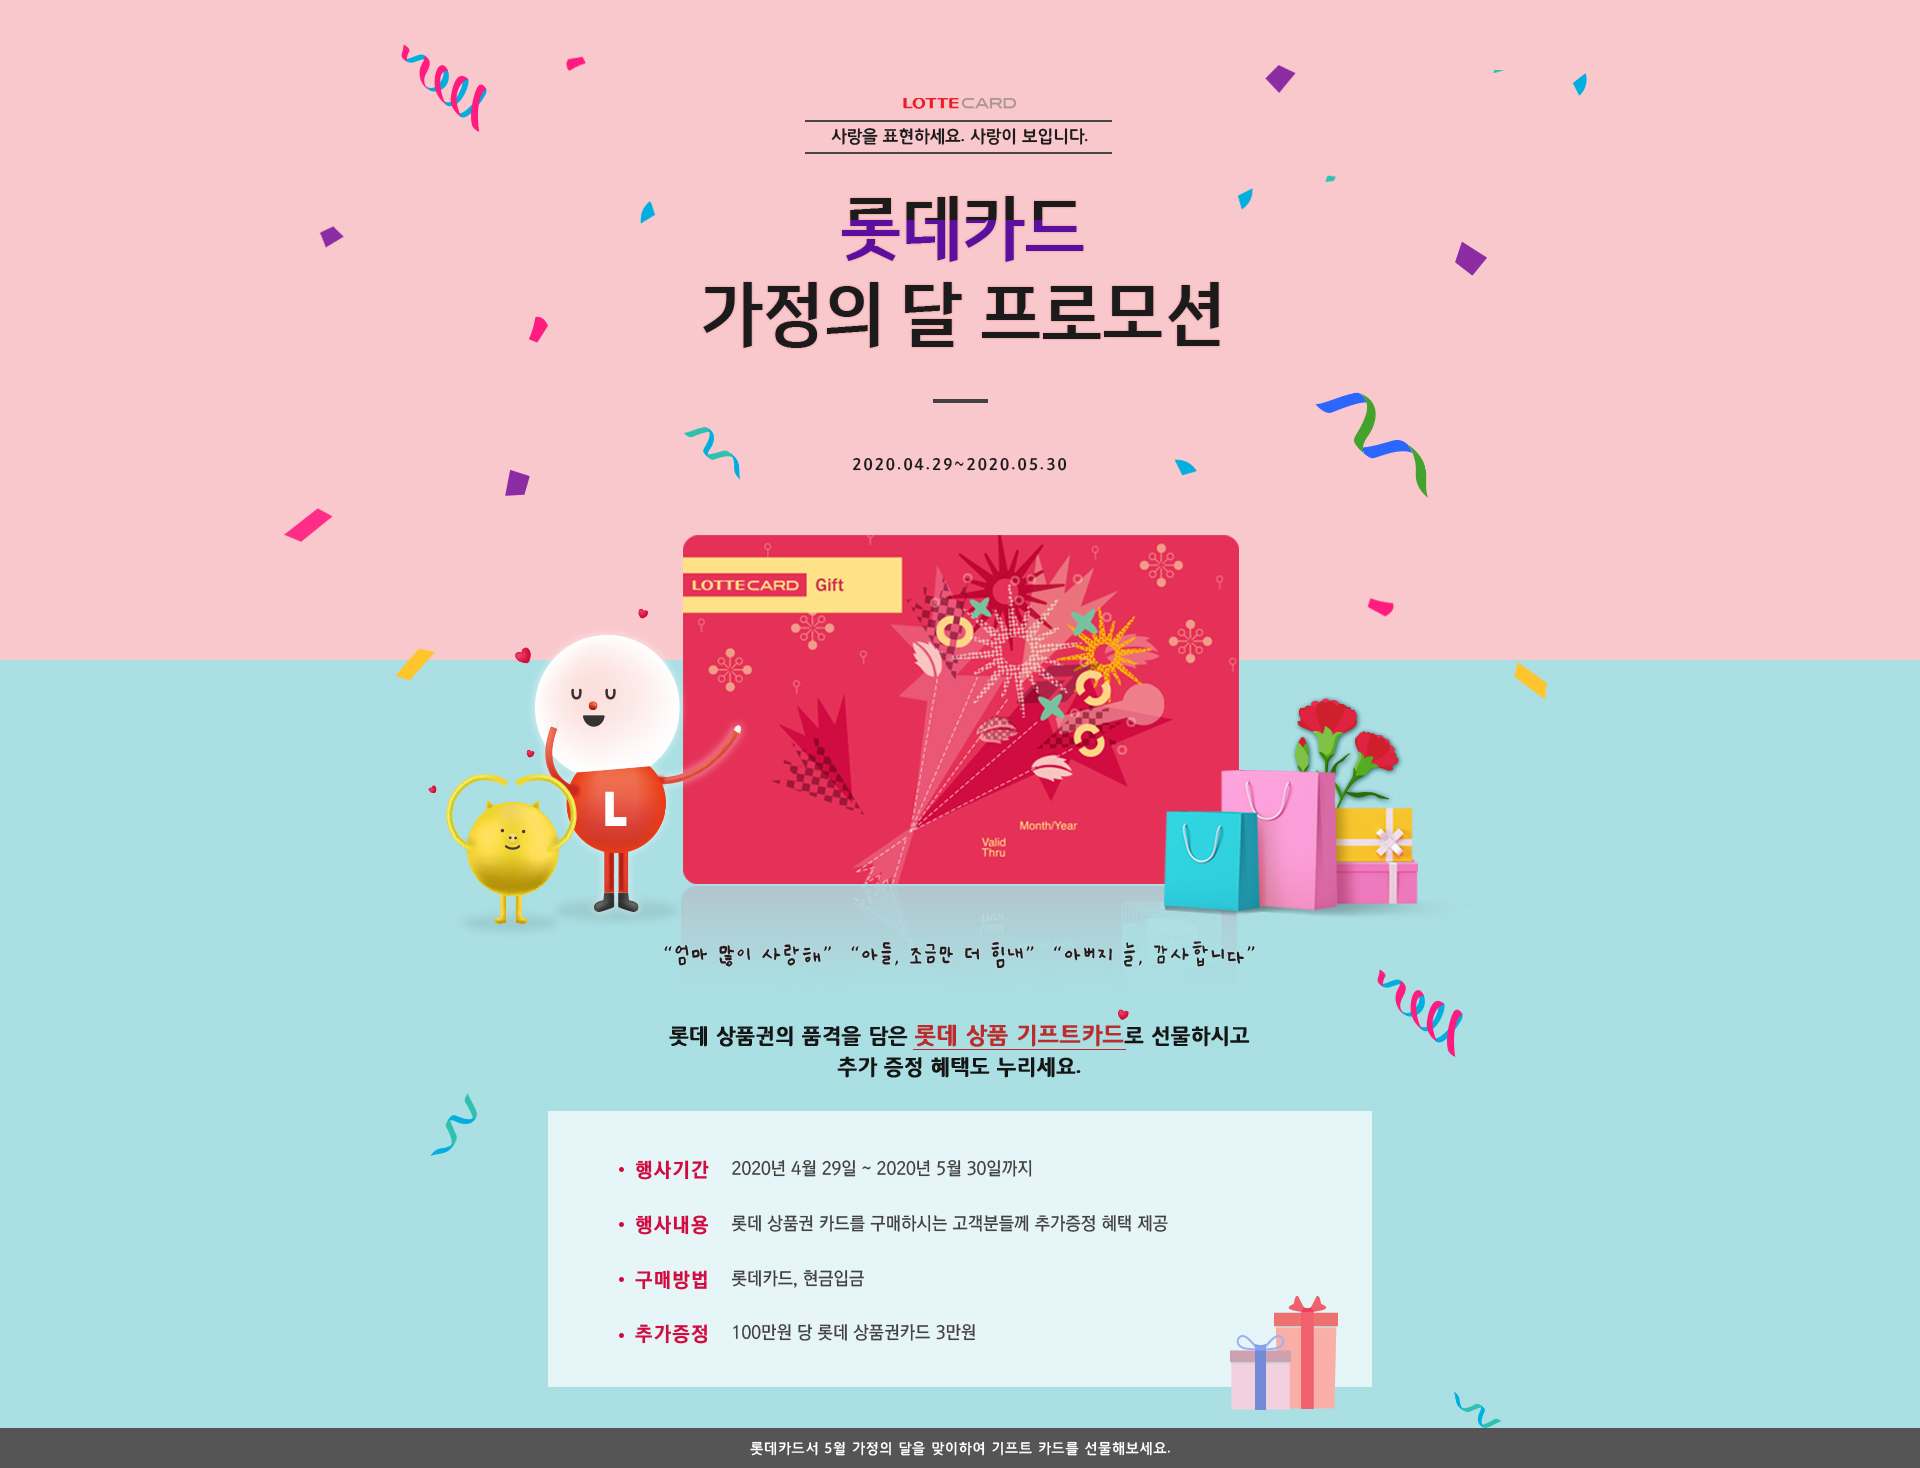 LOTTE CARD
사랑을 표현하세요. 사랑이 보입니다.
롯데카드
가정의 달 프로모션
2020.04.29~2020.05.30
LOTTE CARD Gift
L
Month/Year
Valid
Thru
“엄마 많이 사랑해” “아들, 조금만 더 힘내” “아버지 늘, 감사합니다”
롯데 상품권의 품격을 담은 롯데 상품 기프트카드로 선물하시고
추가 증정 혜택도 누리세요.
• 행사기간 2020년 4월 29일 ~ 2020년 5월 30일까지
• 행사내용 롯데 상품권 카드를 구매하시는 고객분들께 추가증정 혜택 제공
• 구매방법 롯데카드, 현금입금
• 추가증정 100만원 당 롯데 상품권카드 3만원
롯데카드서 5월 가정의 달을 맞이하여 기프트 카드를 선물해보세요.